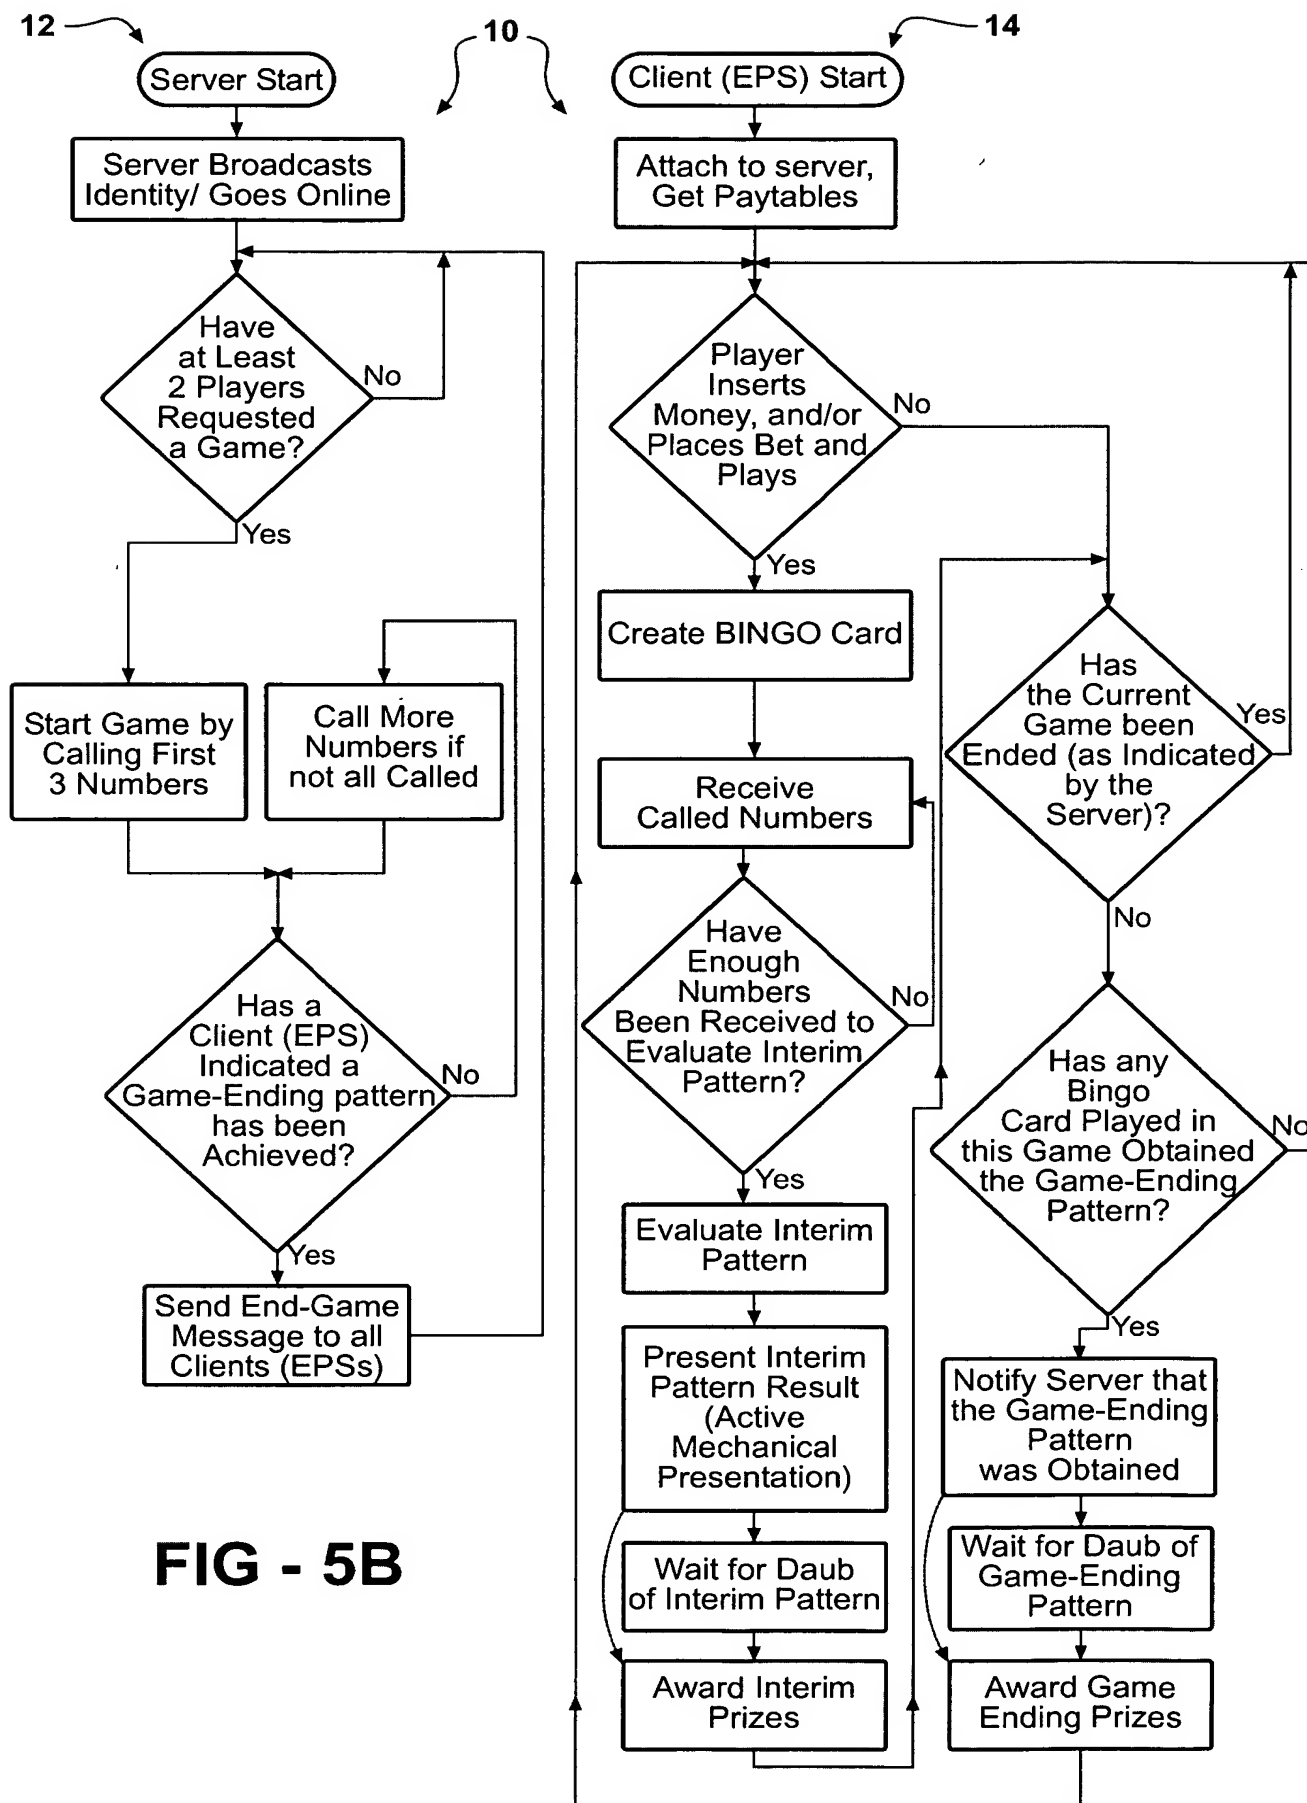 12
10
14
Server Start
Server Broadcasts
Identity/ Goes Online
Have
at Least
2 Players
Requested
a Game?
No
Yes
Start Game by
Calling First
3 Numbers
Call More
Numbers if
not all Called
Has a
Client (EPS)
Indicated a
Game-Ending pattern
has been
Achieved?
No
Yes
Send End-Game
Message to all
Clients (EPSs)
Client (EPS) Start
Attach to server,
Get Paytables
Player
Inserts
Money, and/or
Places Bet and
Plays
No
Yes
Create BINGO Card
Receive
Called Numbers
Have
Enough
Numbers
Been Received to
Evaluate Interim
Pattern?
No
Yes
Evaluate Interim
Pattern
Present Interim
Pattern Result
(Active
Mechanical
Presentation)
Wait for Daub
of Interim Pattern
Award Interim
Prizes
Has
the Current
Game been
Ended (as Indicated
by the
Server)?
Yes
No
Has any
Bingo
Card Played in
this Game Obtained
the Game-Ending
Pattern?
No
Yes
Notify Server that
the Game-Ending
Pattern
was Obtained
Wait for Daub of
Game-Ending
Pattern
Award Game
Ending Prizes
FIG - 5B